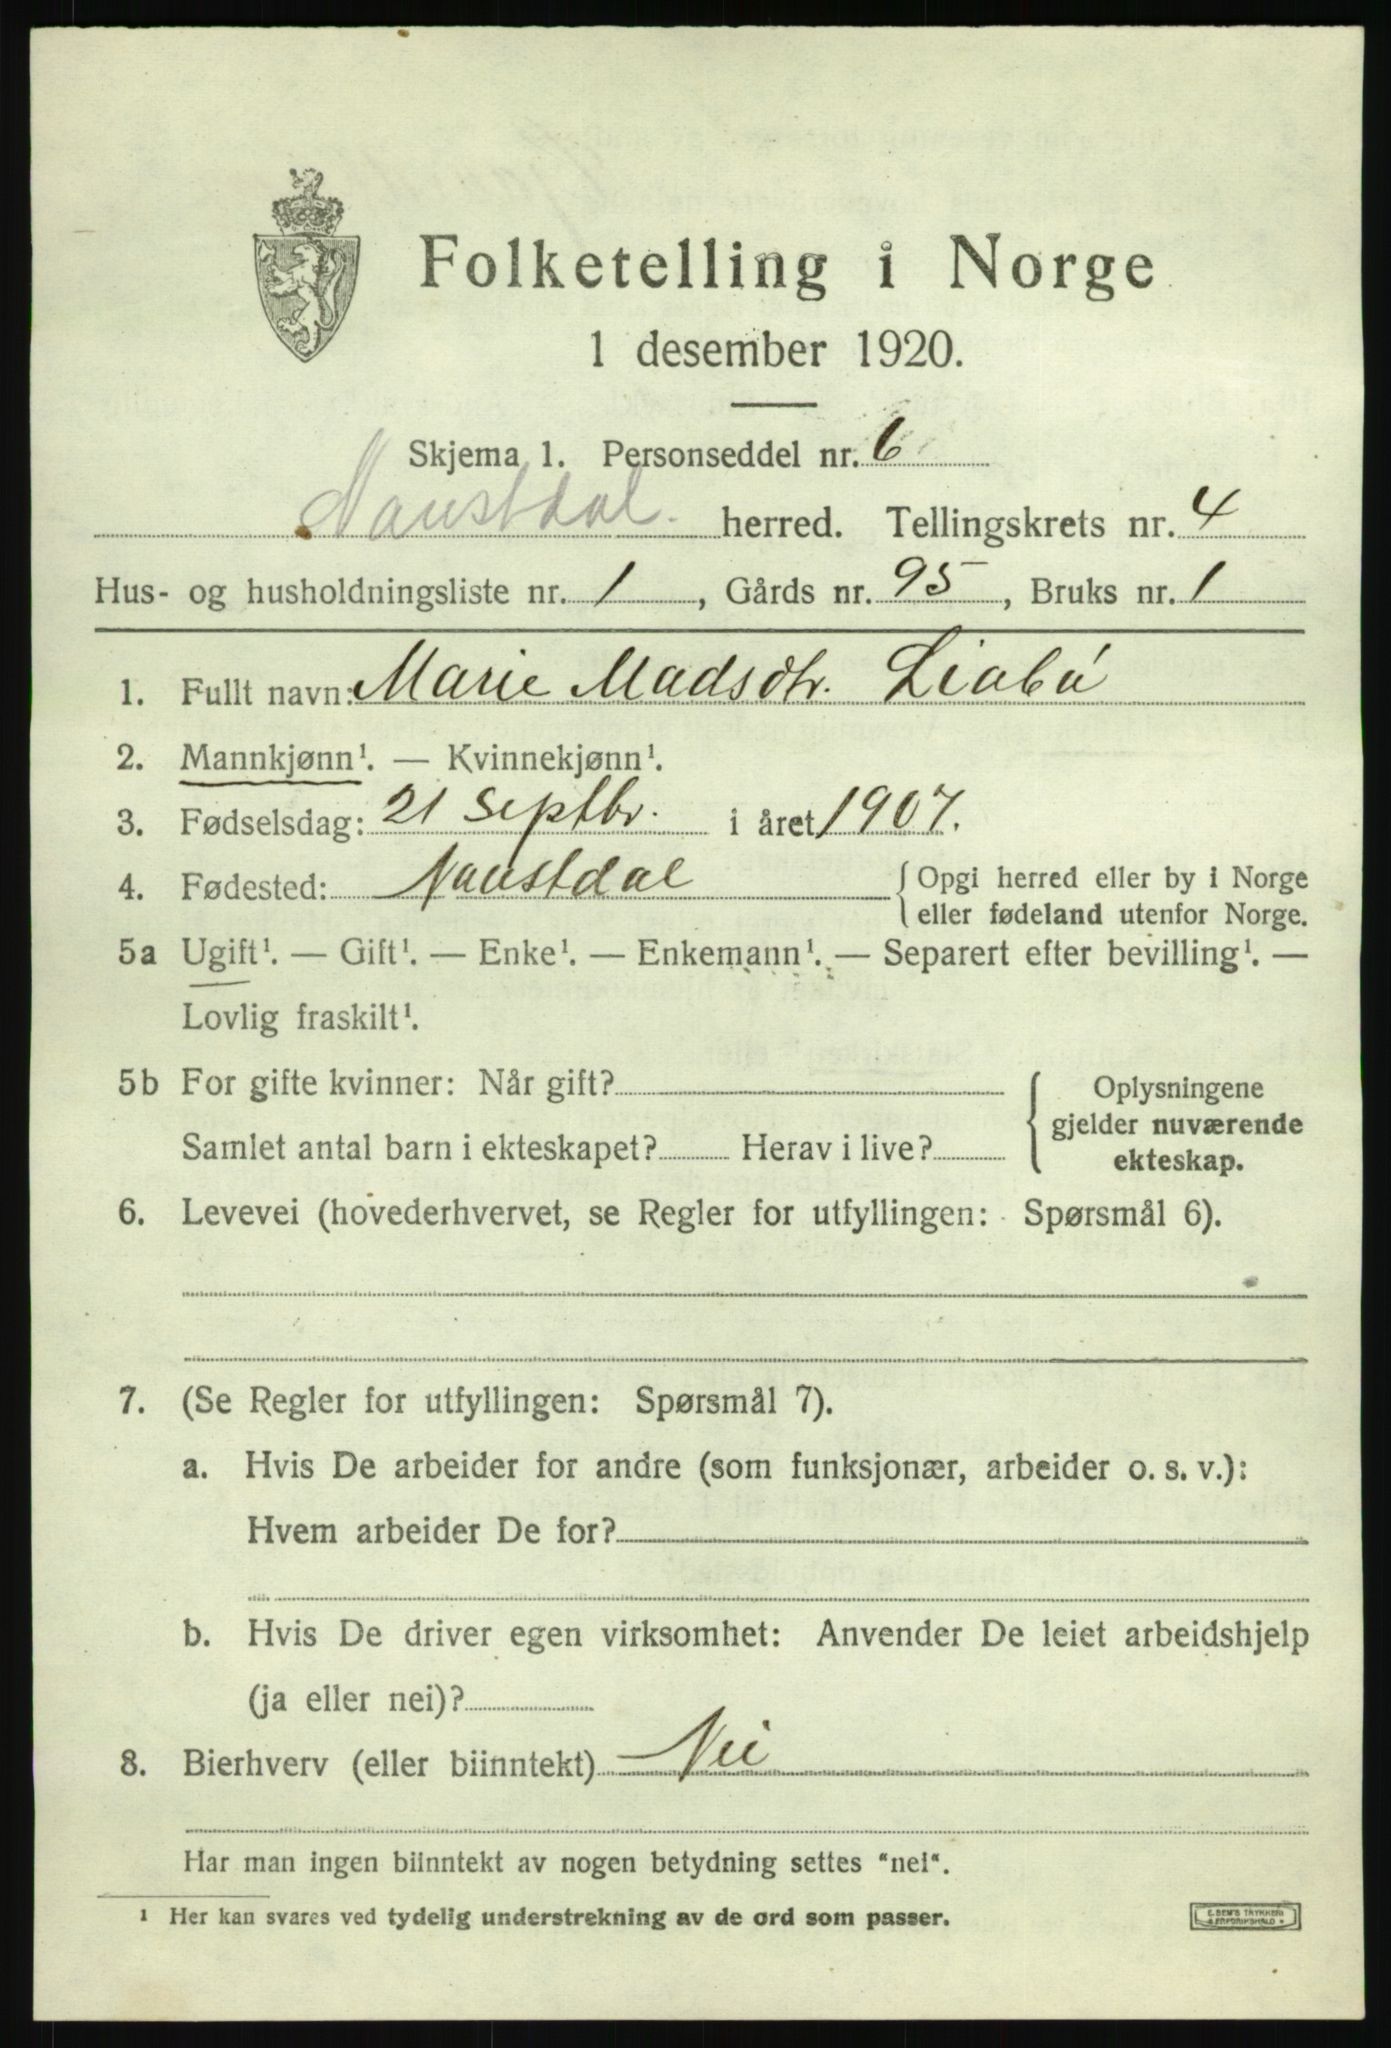 Folketelling i Norge
1 desember 1920.
Skjema 1. Personseddel nr. 6
Naustdal herred. Tellingskrets nr. 4
Hus- og husholdningsliste nr. 1, Gårds nr. 95, Bruks nr. 1
1. Fullt navn: Marie Madsdtr. Liabø
2. Mannkjønn¹. — Kvinnekjønn¹.
3. Fødselsdag: 21 Septbr. i året 1907.
4. Fødested: Naustdal {Opgi herred eller by i Norge
eller fødeland utenfor Norge.
5a Ugift¹. — Gift¹. — Enke¹. — Enkemann¹. — Separert efter bevilling¹. —
Lovlig fraskilt¹.
5b For gifte kvinner: Når gift?
Samlet antal barn i ekteskapet? Herav i live?
{ Oplysningene
gjelder nuværende
ekteskap.
6. Levevei (hovederhvervet, se Regler for utfyllingen: Spørsmål 6).
7. (Se Regler for utfyllingen: Spørsmål 7).
a. Hvis De arbeider for andre (som funksjonær, arbeider o. s. v.):
Hvem arbeider De for?
b. Hvis De driver egen virksomhet: Anvender De leiet arbeidshjelp
(ja eller nei)?
8. Bierhverv (eller biinntekt) Nei
Har man ingen biinntekt av nogen betydning settes "nei".
¹ Her kan svares ved tydelig understrekning av de ord som passer.